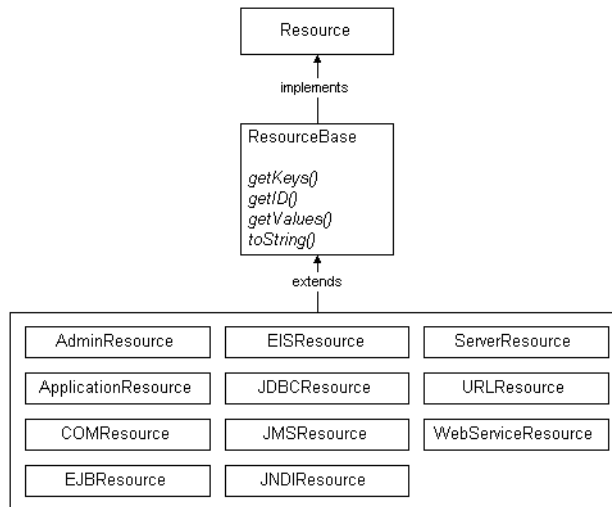 Resource
implements
ResourceBase
getKeys()
getID()
getValues()
toString()
extends
AdminResource
EISResource
ServerResource
ApplicationResource
JDBCResource
URLResource
COMResource
JMSResource
WebServiceResource
EJBResource
JNDIResource